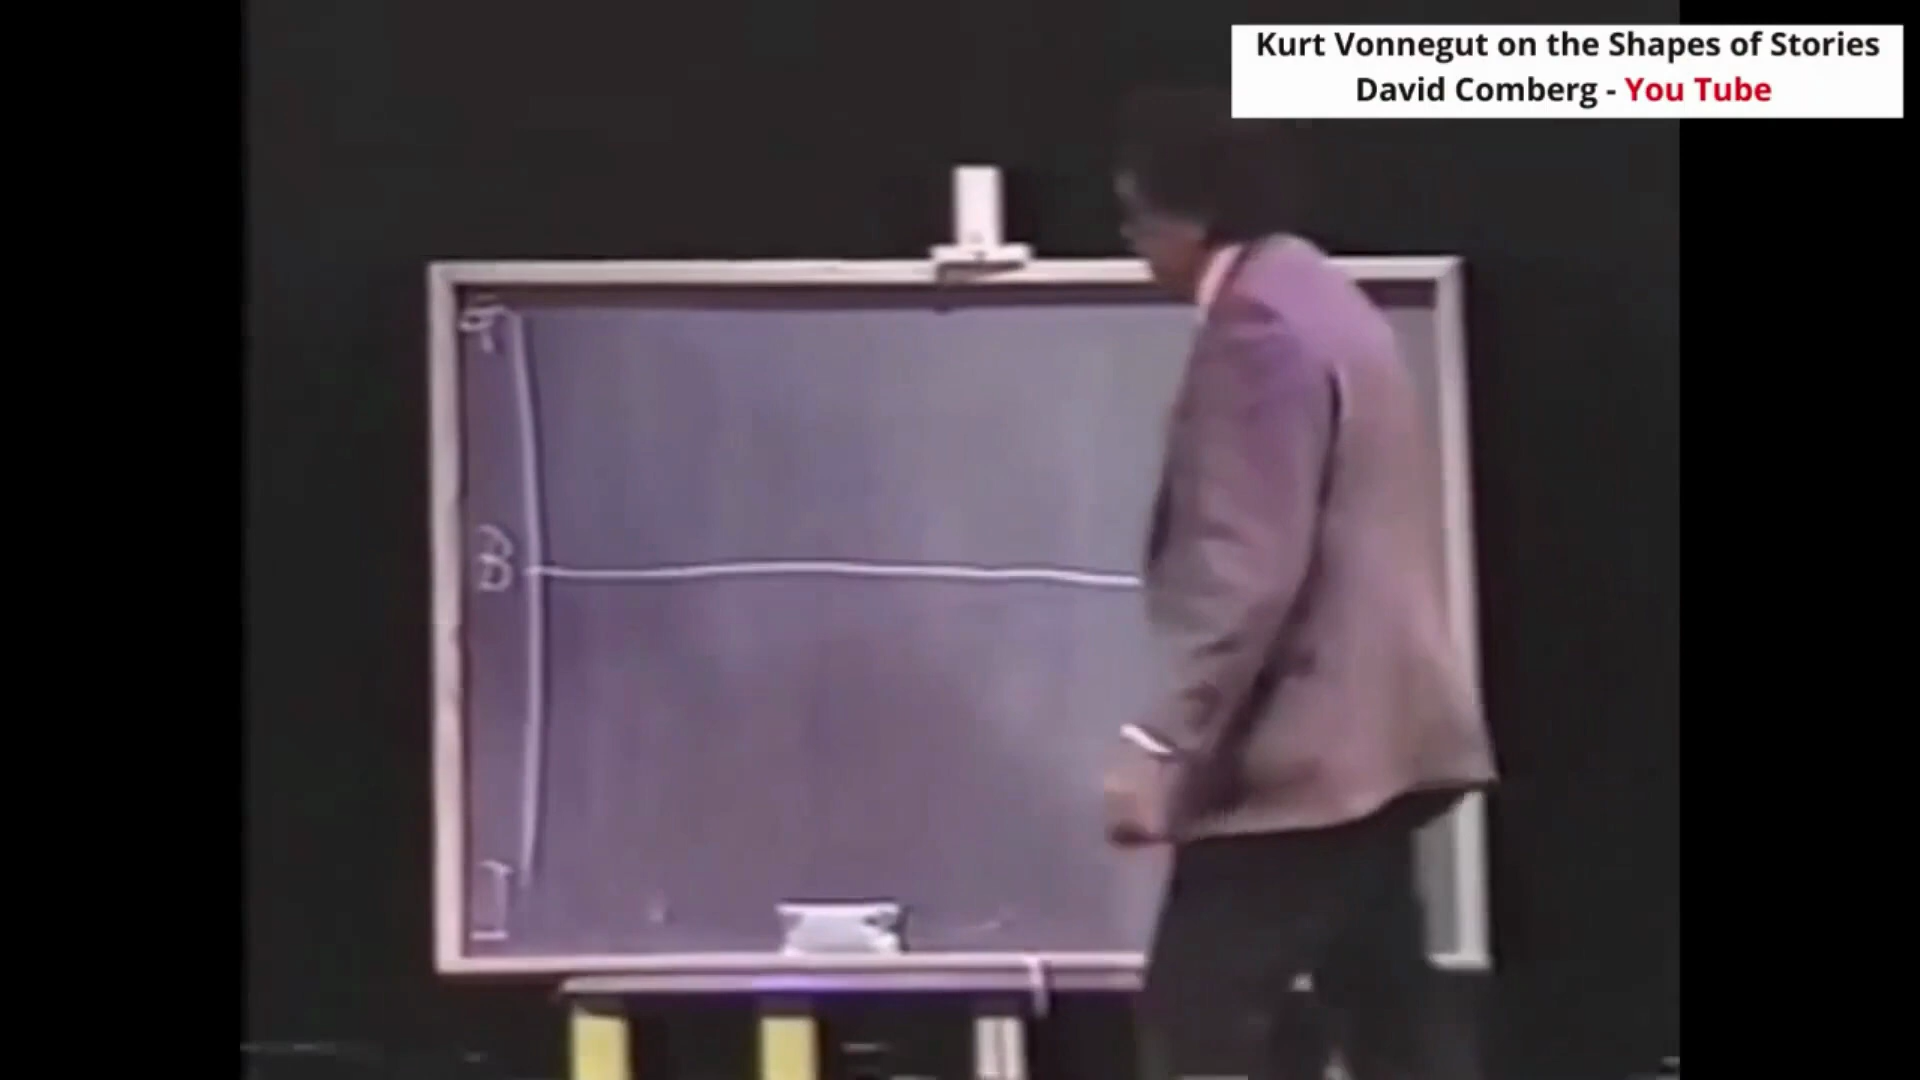 Kurt Vonnegut on the Shapes of Stories
David Comberg - You Tube
G
B
I